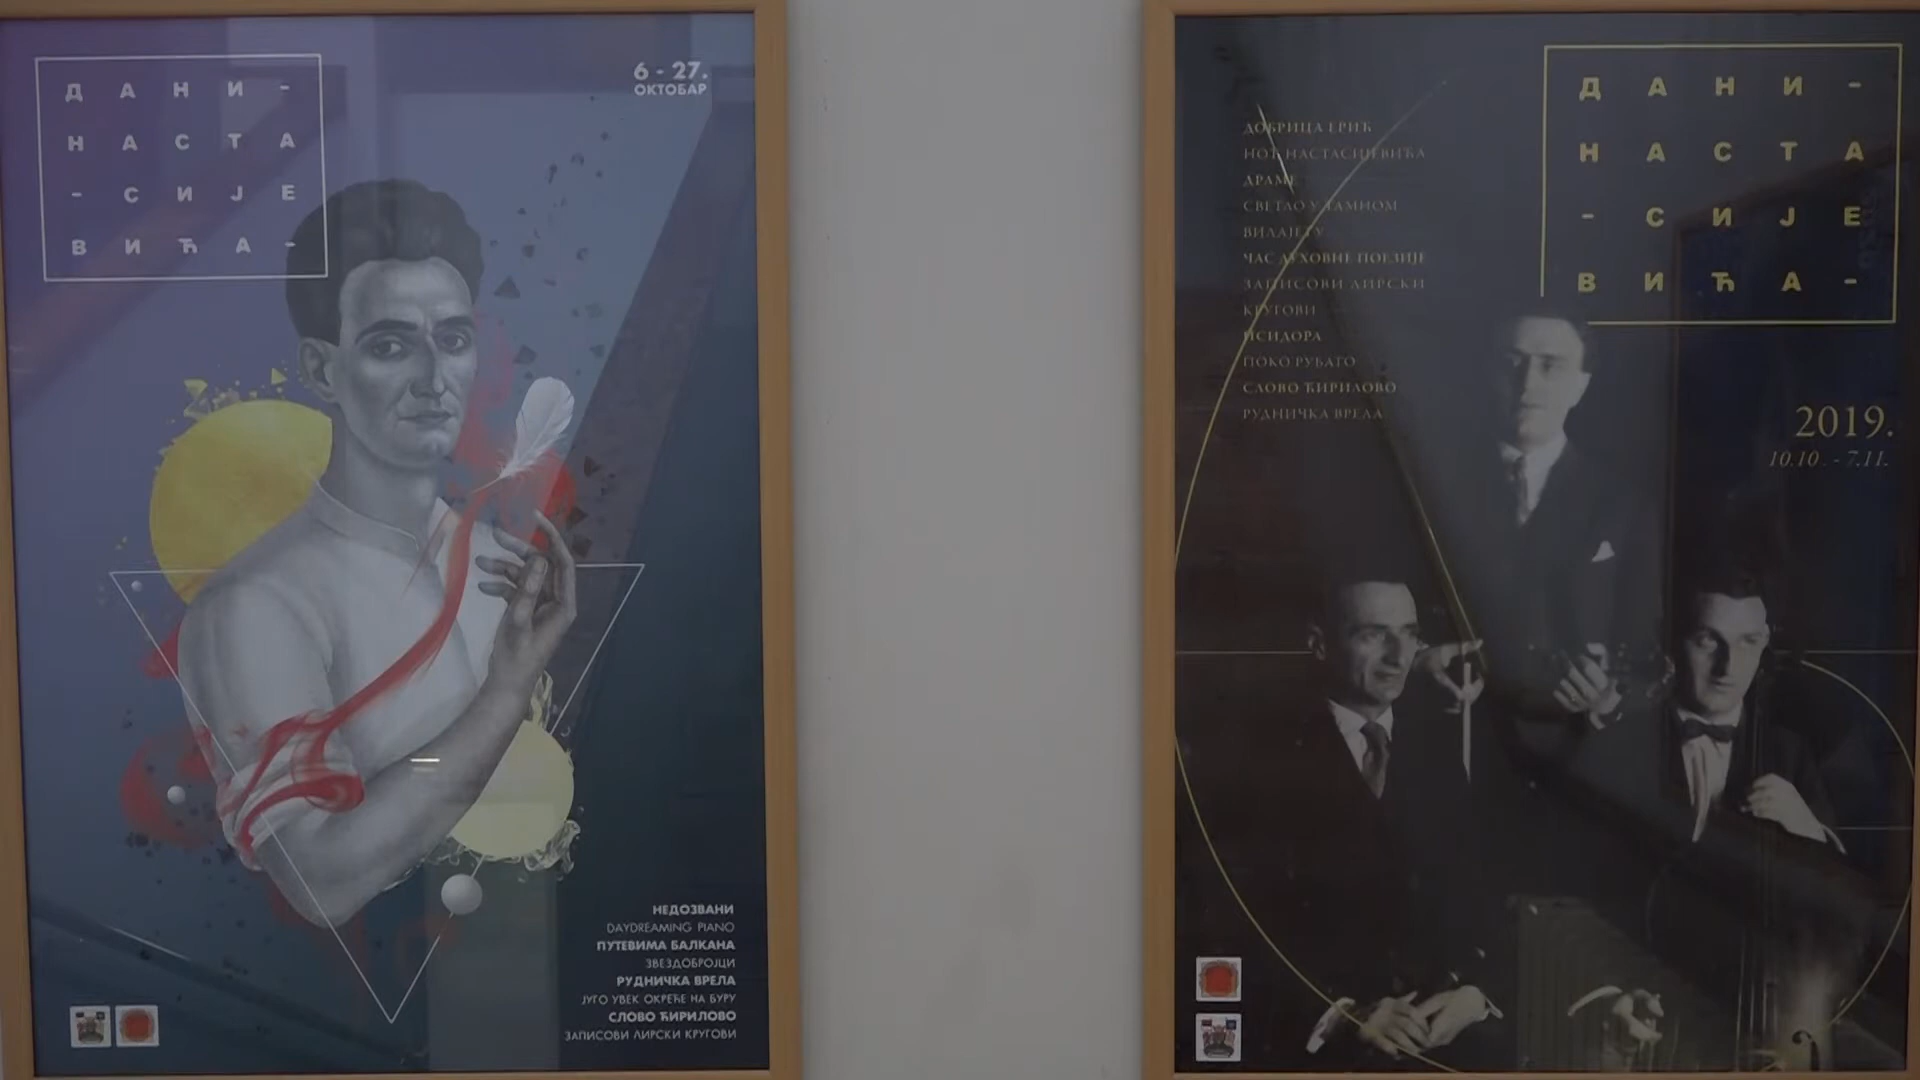 ДАНИ-
НАСТА
-СИЈЕ
ВИЋА-
6 - 27.
ОКТОБАР
НЕДОЗВАНИ
DAYDREAMING PIANO
ПУТЕВИМА БАЛКАНА
ЗВЕЗДОБРОЈЦИ
РУДНИЧКА ВРЕЛА
ЈУГО УВЕК ОКРЕЋЕ НА БУРУ
СЛОВО ЋИРИЛОВО
ЗАПИСОВИ ЛИРСКИ КРУГОВИ
ДОБРИЦА ЕРИЋ
НОЋ НАСТАСИЈЕВИЋА
ДРАМЕ
СВЕТЛО У ТАМНОМ
ВИЛАЈЕТУ
ЧАС ДУХОВНЕ ПОЕЗИЈЕ
ЗАПИСОВИ ЛИРСКИ
КРУГОВИ
ИСИДОРА
ПОКО РУБАТО
СЛОВО ЋИРИЛОВО
РУДНИЧКА ВРЕЛА
ДАНИ-
НАСТА
-СИЈЕ
ВИЋА-
2019.
10.10. - 7.11.